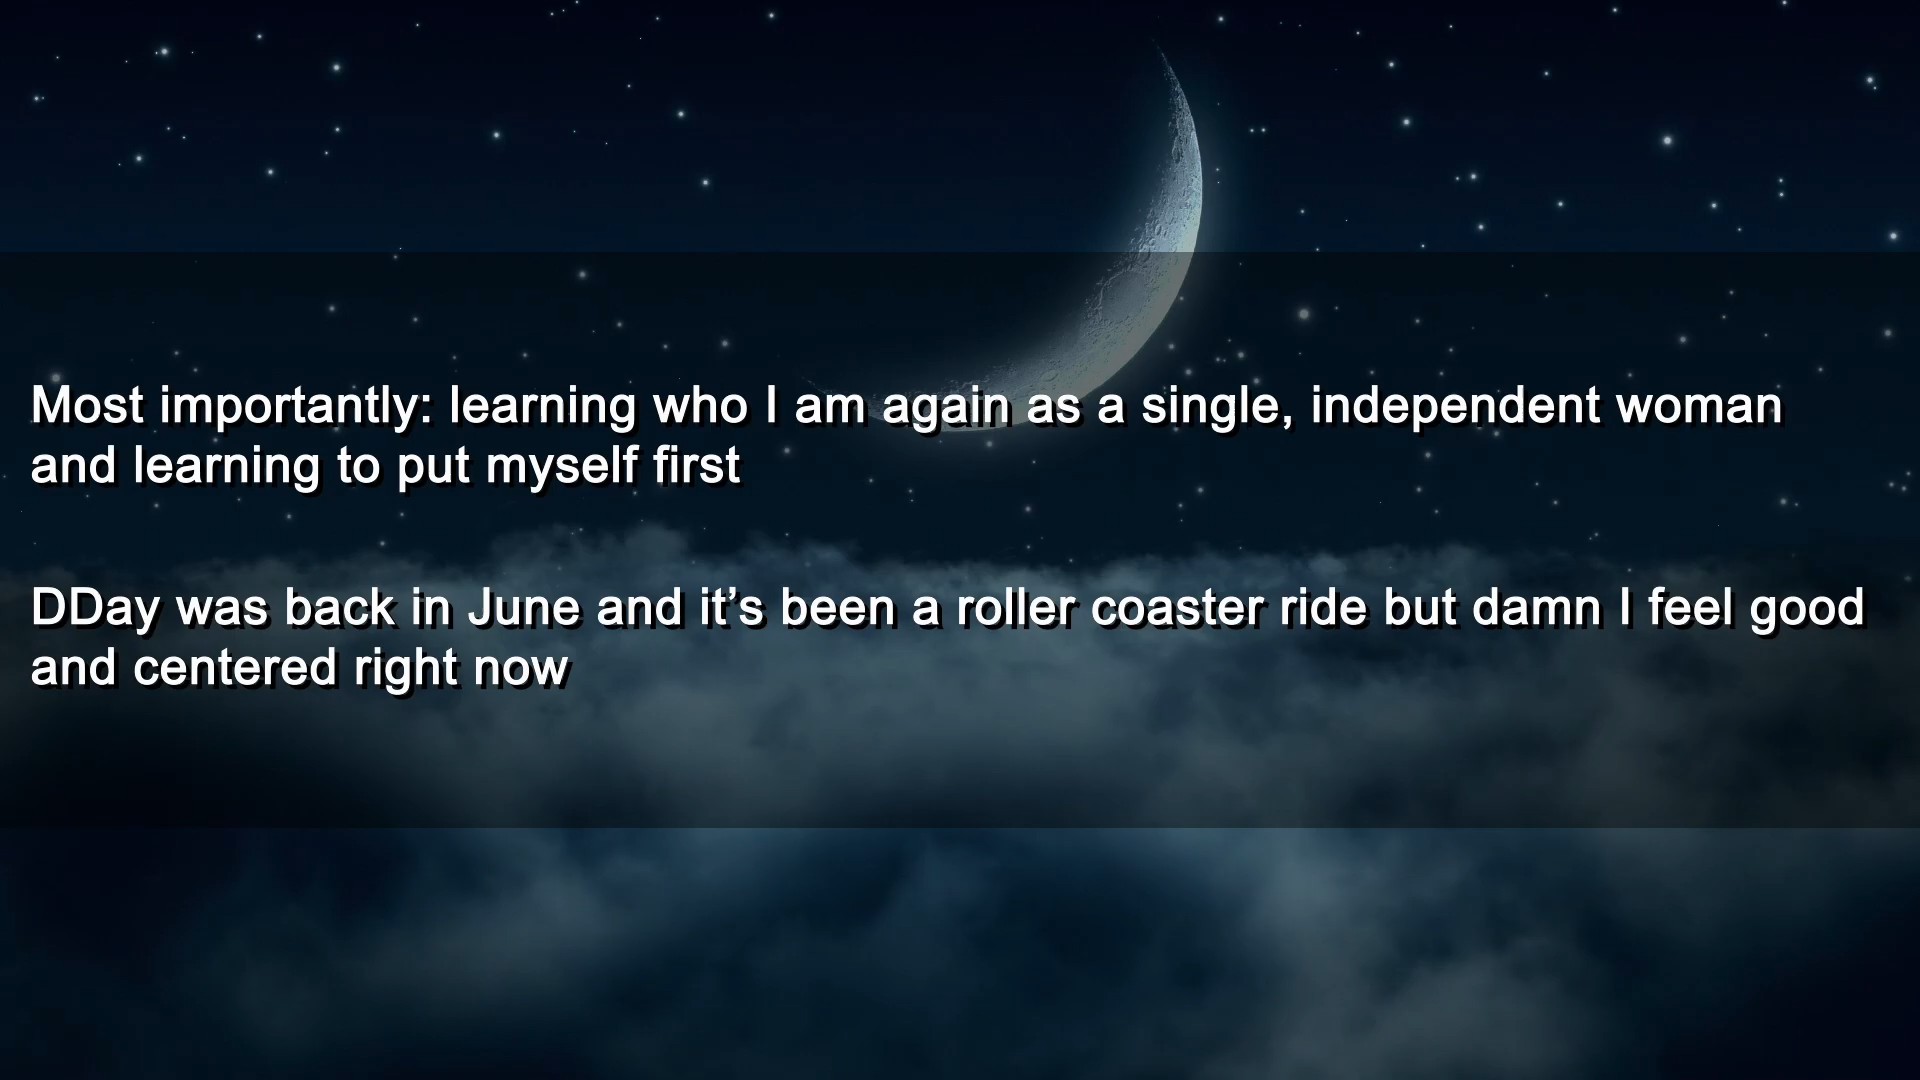 Most importantly: learning who I am again as a single, independent woman
and learning to put myself first
DDay was back in June and it’s been a roller coaster ride but damn I feel good
and centered right now